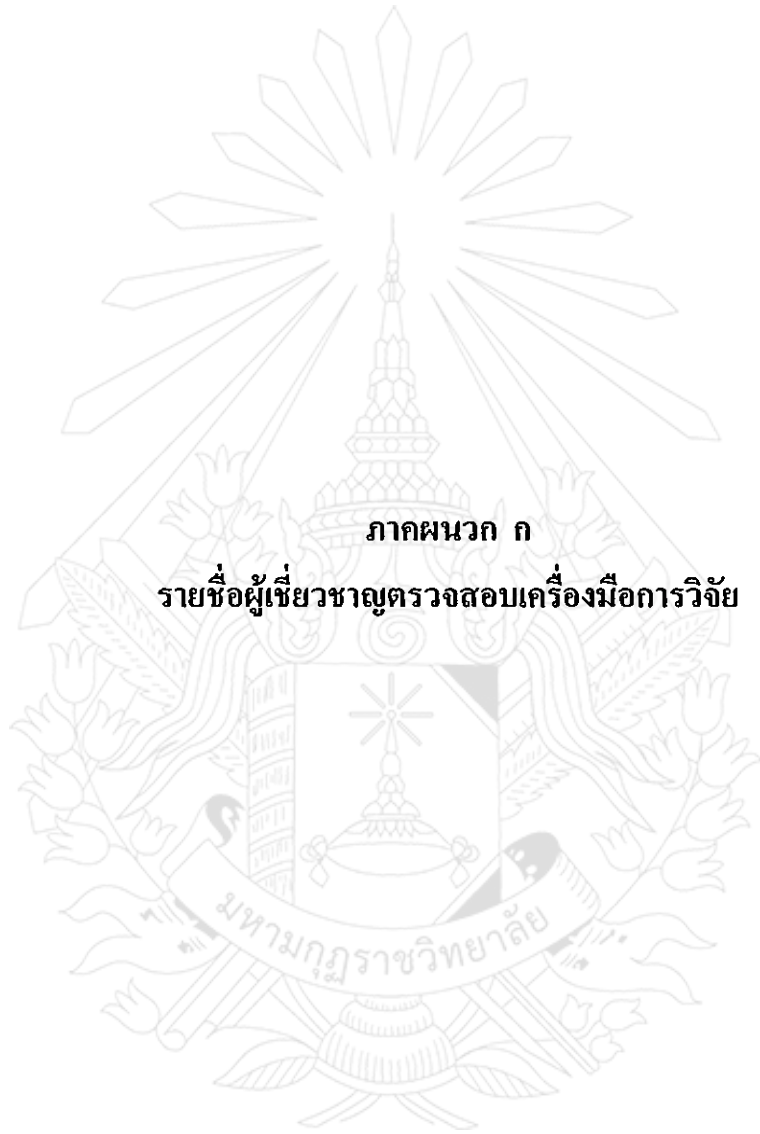 ภาคผนวก ก
รายชื่อผู้เชี่ยวชาญตรวจสอบเครื่องมือการวิจัย
มหามกุฏราชวิทยาลัย